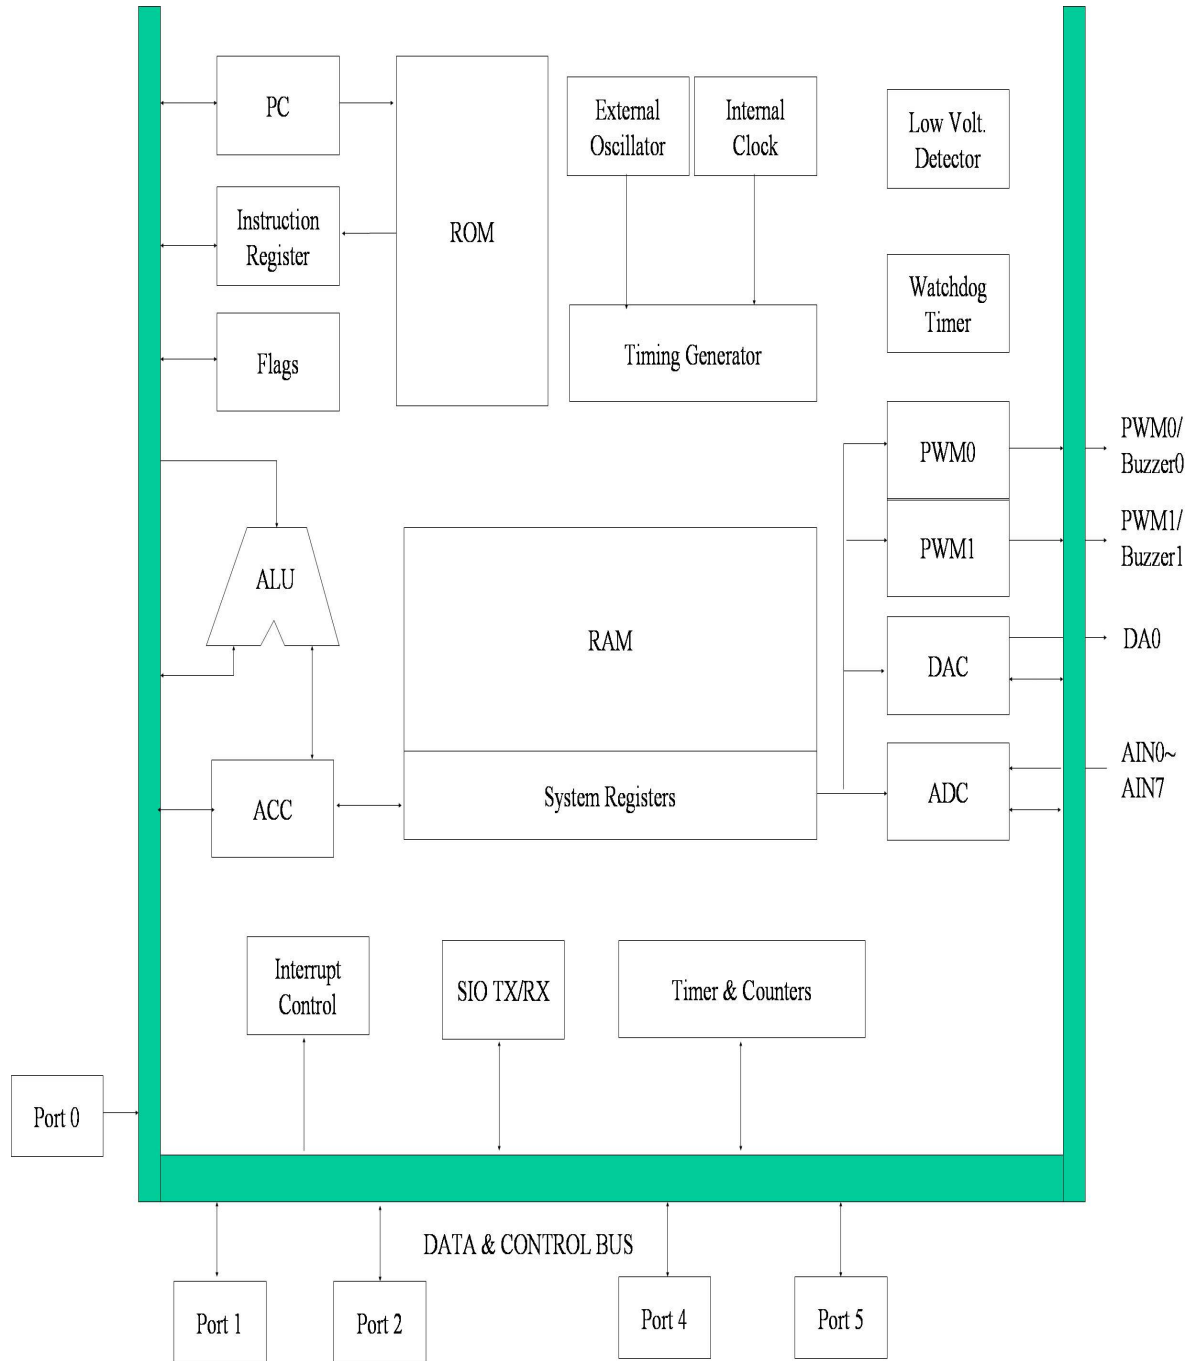 PC
ROM
External
Oscillator
Internal
Clock
Low Volt.
Detector
Instruction
Register
Watchdog
Timer
Flags
Timing Generator
PWM0
PWM0/
Buzzer0
PWM1
PWM1/
Buzzer1
ALU
RAM
DAC
DA0
ACC
System Registers
ADC
AIN0~
AIN7
Interrupt
Control
SIO TX/RX
Timer & Counters
Port 0
DATA & CONTROL BUS
Port 1
Port 2
Port 4
Port 5